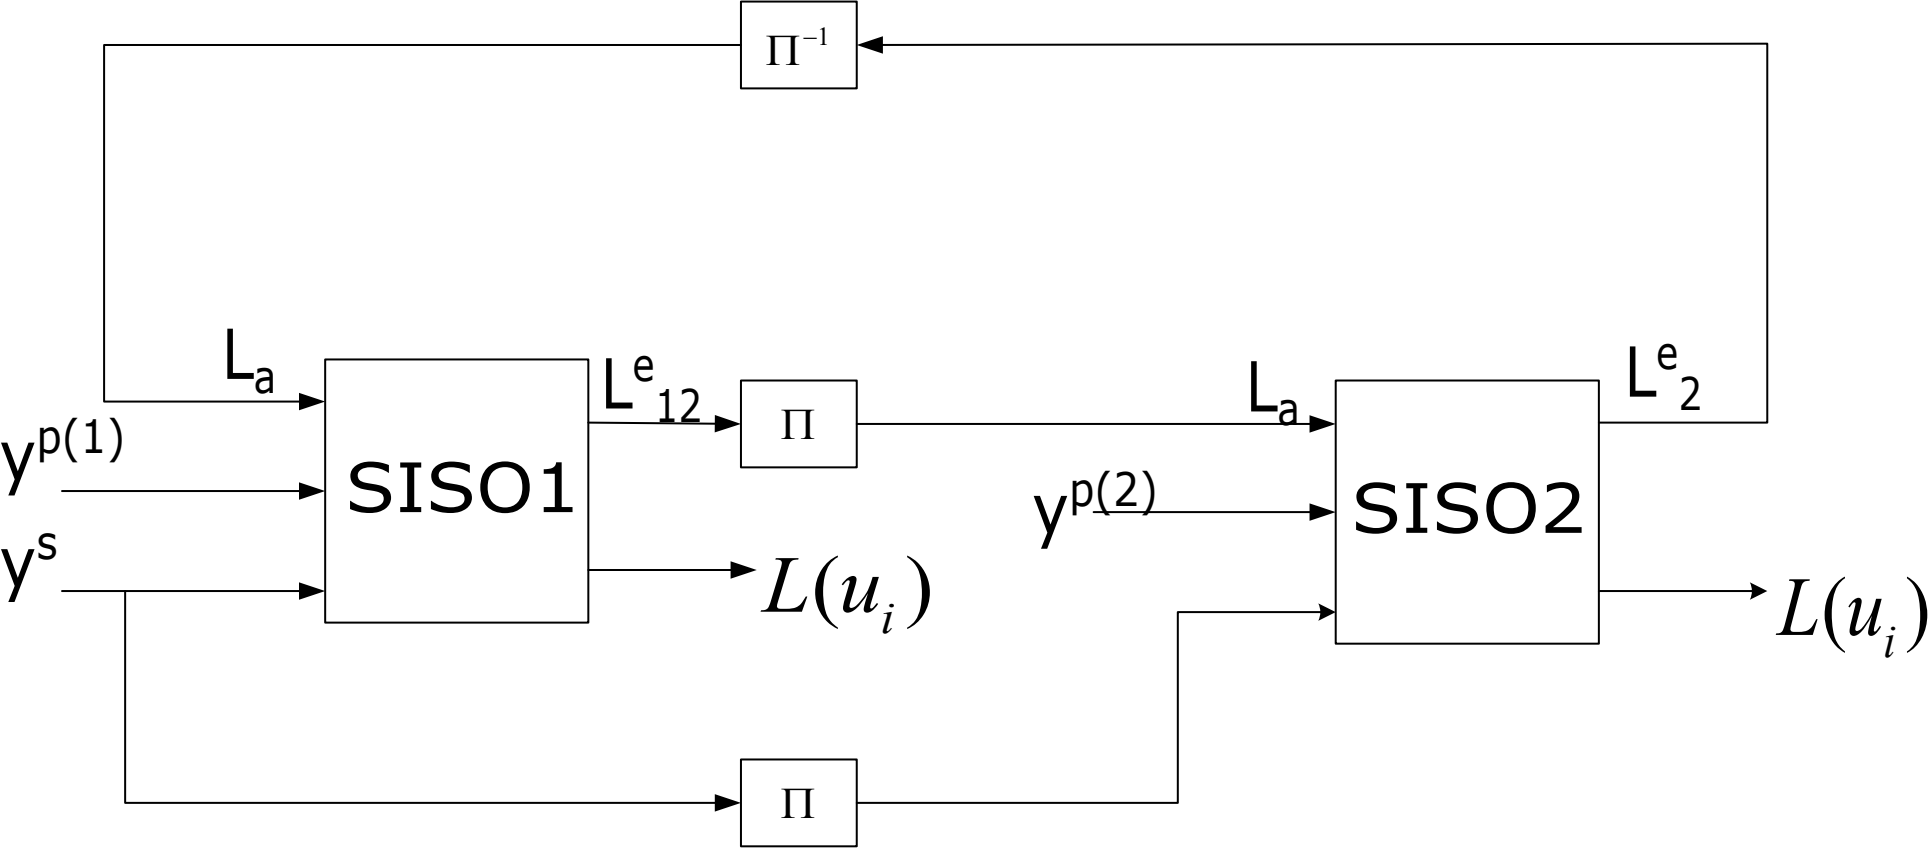 Π⁻¹
Lₐ
Lᵉ₁₂
Π
Lₐ
Lᵉ₂
yᵖ⁽¹⁾
SISO1
yᵖ⁽²⁾
SISO2
yˢ
L(uᵢ)
L(uᵢ)
Π